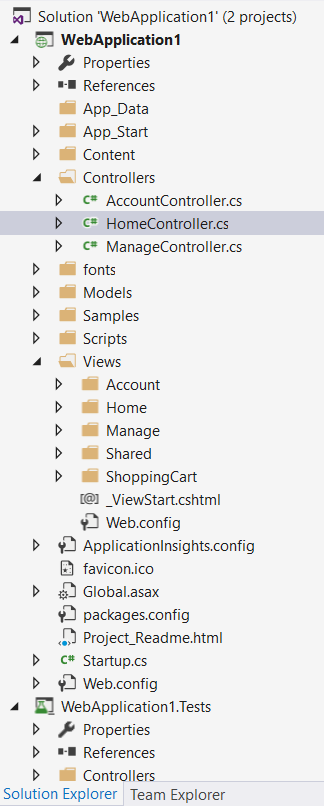 Solution 'WebApplication1' (2 projects)
WebApplication1
Properties
References
App_Data
App_Start
Content
Controllers
C# AccountController.cs
C# HomeController.cs
C# ManageController.cs
fonts
Models
Samples
Scripts
Views
Account
Home
Manage
Shared
ShoppingCart
[@] _ViewStart.cshtml
Web.config
ApplicationInsights.config
favicon.ico
Global.asax
packages.config
Project_Readme.html
C# Startup.cs
Web.config
WebApplication1.Tests
Properties
References
Controllers
Solution Explorer Team Explorer